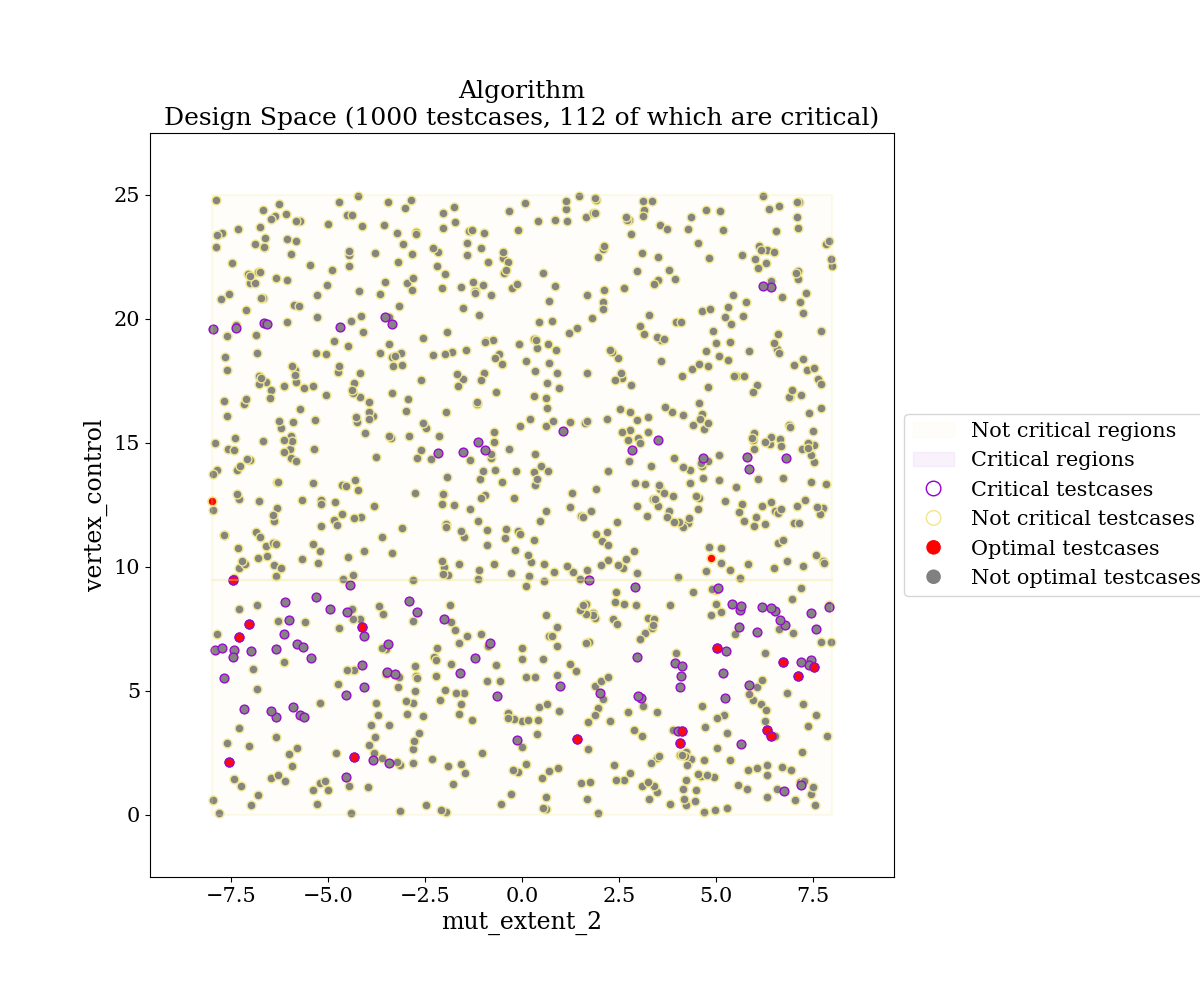 Algorithm
Design Space (1000 testcases, 112 of which are critical)
25
20
15
10
5
0
vertex_control
−7.5 −5.0 −2.5 0.0 2.5 5.0 7.5
mut_extent_2
Not critical regions
Critical regions
Critical testcases
Not critical testcases
Optimal testcases
Not optimal testcases